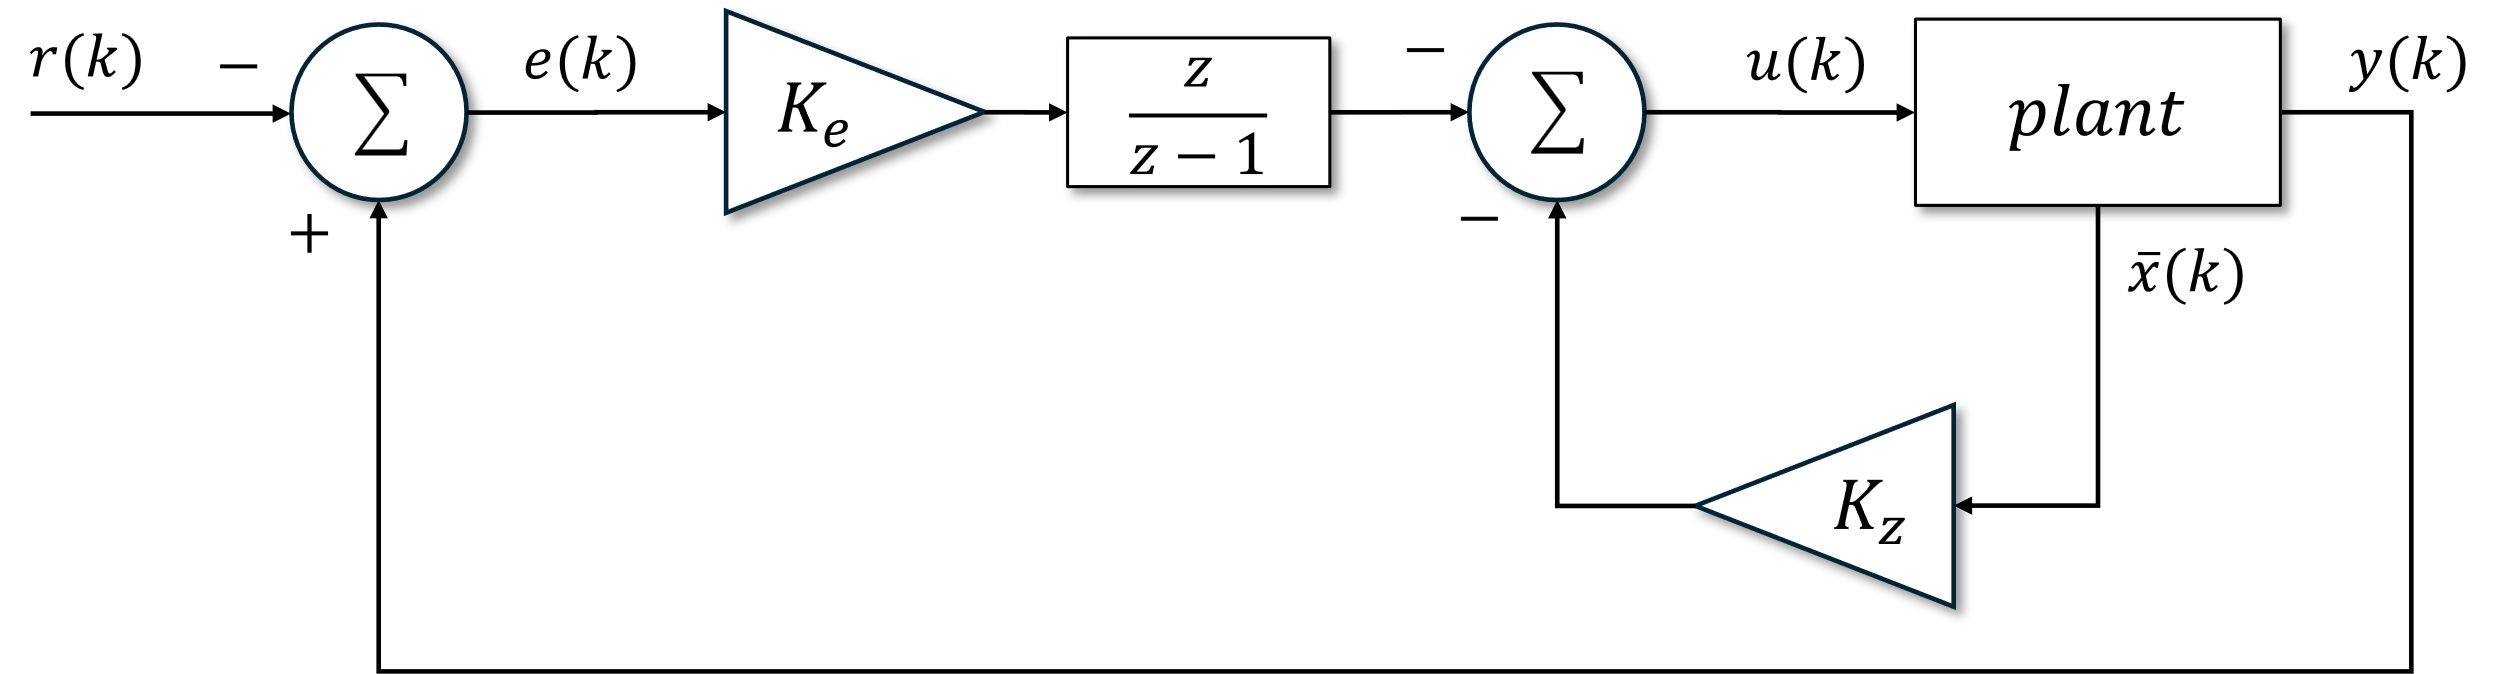 r(k)
−
∑
+
e(k)
K_e
z
z − 1
−
∑
−
u(k)
plant
y(k)
x̄(k)
K_z